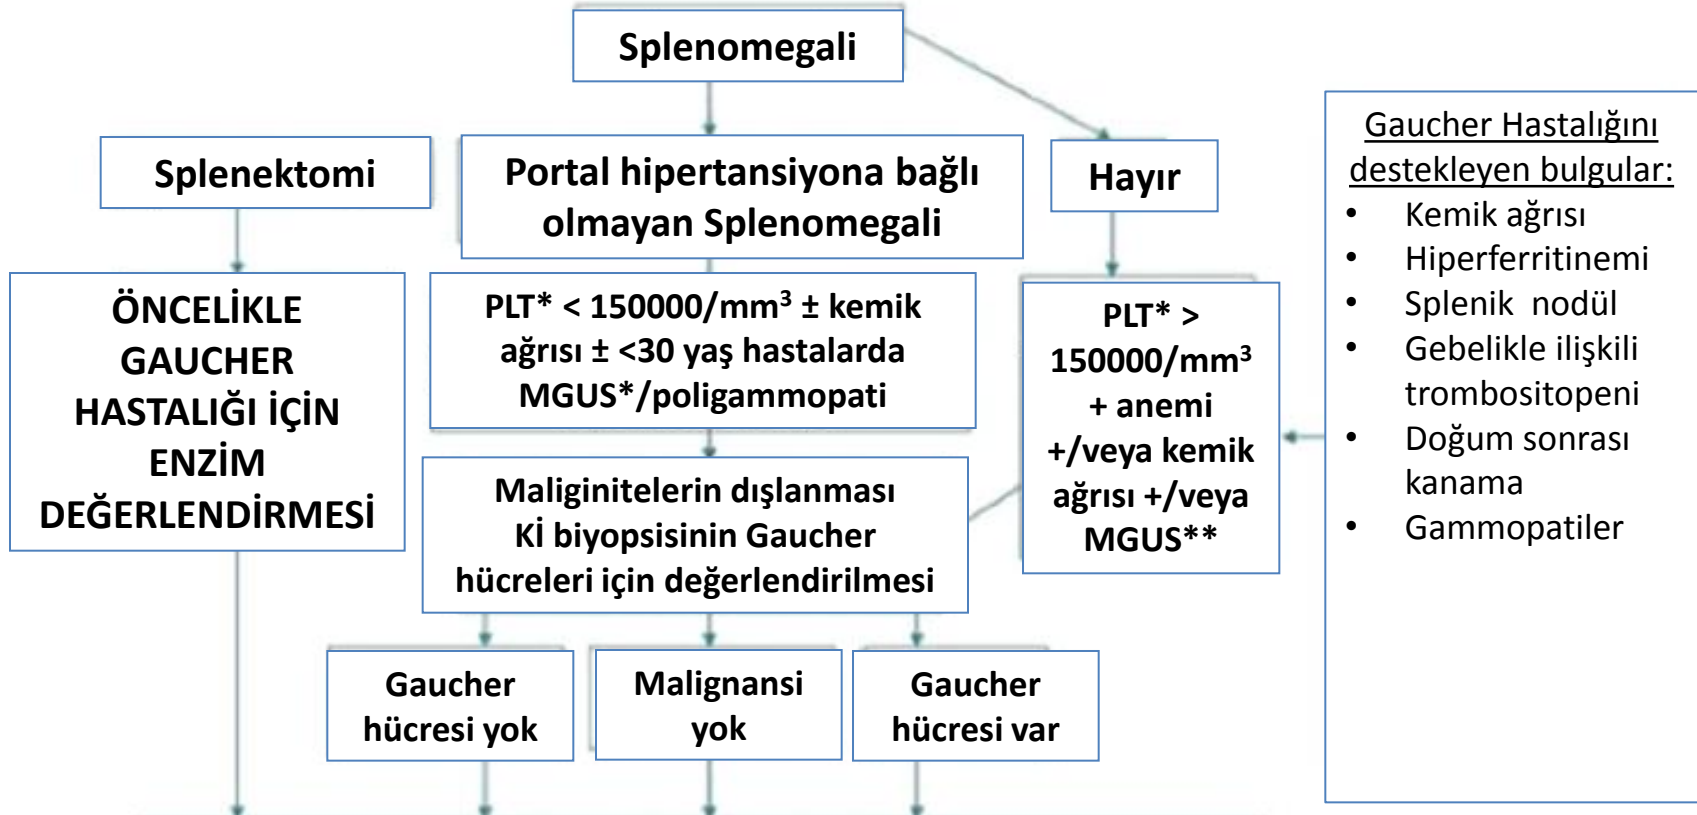 Splenomegali
Splenektomi
Portal hipertansiyona bağlı
olmayan Splenomegali
Hayır
Gaucher Hastalığını
destekleyen bulgular:
• Kemik ağrısı
• Hiperferritinemi
• Splenik nodül
• Gebelikle ilişkili
trombositopeni
• Doğum sonrası
kanama
• Gammopatiler
ÖNCELİKLE
GAUCHER
HASTALIĞI İÇİN
ENZİM
DEĞERLENDİRMESİ
PLT* < 150000/mm³ ± kemik
ağrısı ± <30 yaş hastalarda
MGUS*/poligammopati
PLT* >
150000/mm³
+ anemi
+/veya kemik
ağrısı +/veya
MGUS**
Maliginitelerin dışlanması
Kİ biyopsisinin Gaucher
hücreleri için değerlendirilmesi
Gaucher
hücresi yok
Malignansi
yok
Gaucher
hücresi var